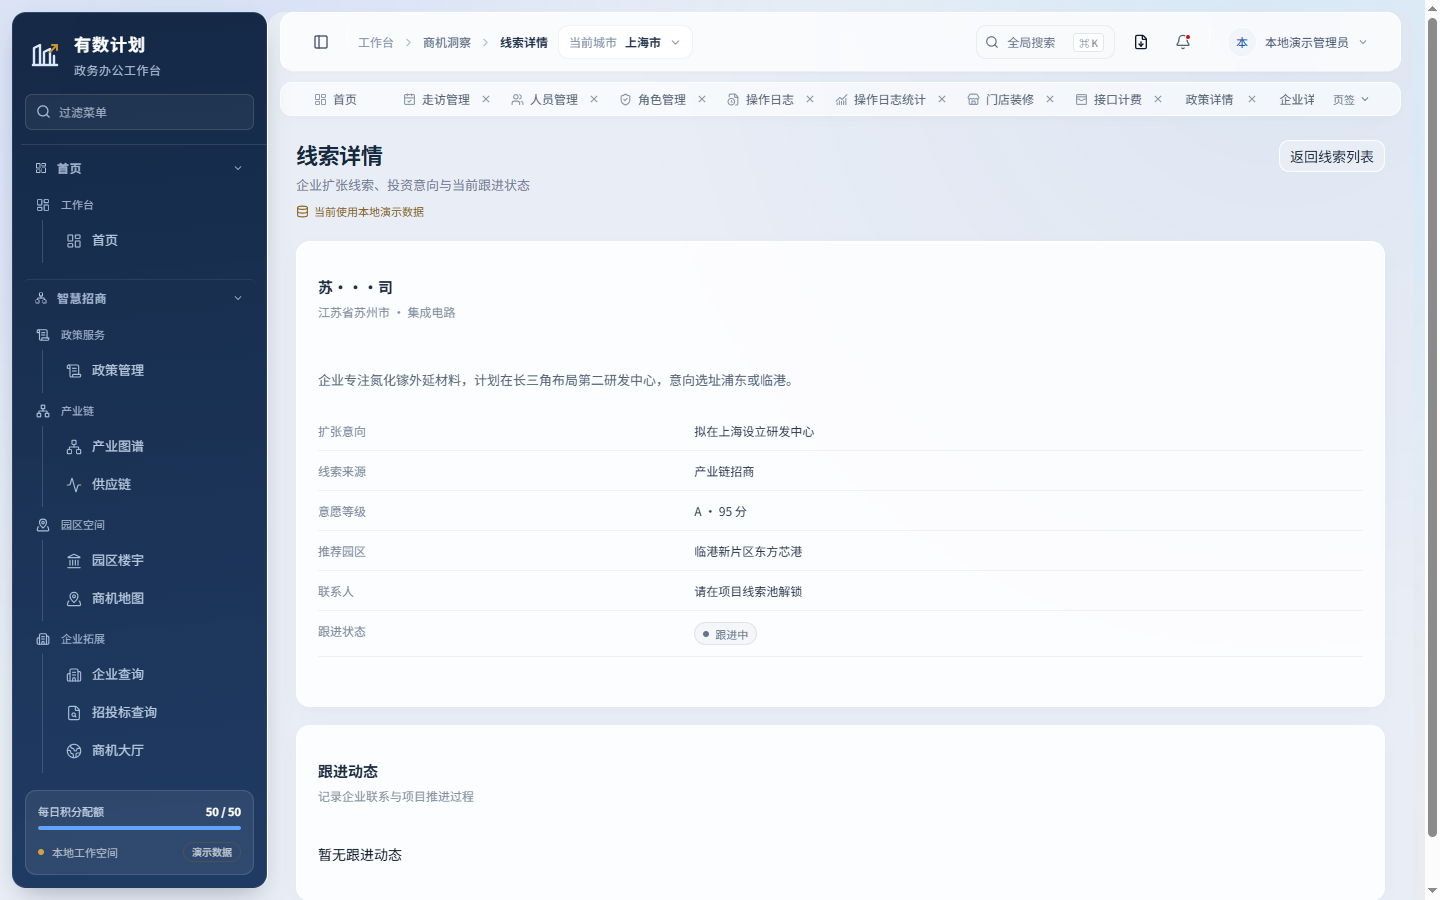 有数计划
政务办公工作台
过滤菜单
首页
工作台
首页
智慧招商
政策服务
政策管理
产业链
产业图谱
供应链
园区空间
园区楼宇
商机地图
企业拓展
企业查询
招投标查询
商机大厅
每日积分配额 50 / 50
本地工作空间 演示数据
工作台 商机洞察 线索详情 当前城市 上海市 全局搜索 ⌘K 本 本地演示管理员
首页 走访管理 人员管理 角色管理 操作日志 操作日志统计 门店装修 接口计费 政策详情 企业详 页签
线索详情
返回线索列表
企业扩张线索、投资意向与当前跟进状态
当前使用本地演示数据
苏・・・司
江苏省苏州市 · 集成电路
企业专注氮化镓外延材料，计划在长三角布局第二研发中心，意向选址浦东或临港。
扩张意向 拟在上海设立研发中心
线索来源 产业链招商
意愿等级 A · 95 分
推荐园区 临港新片区东方芯港
联系人 请在项目线索池解锁
跟进状态 跟进中
跟进动态
记录企业联系与项目推进过程
暂无跟进动态